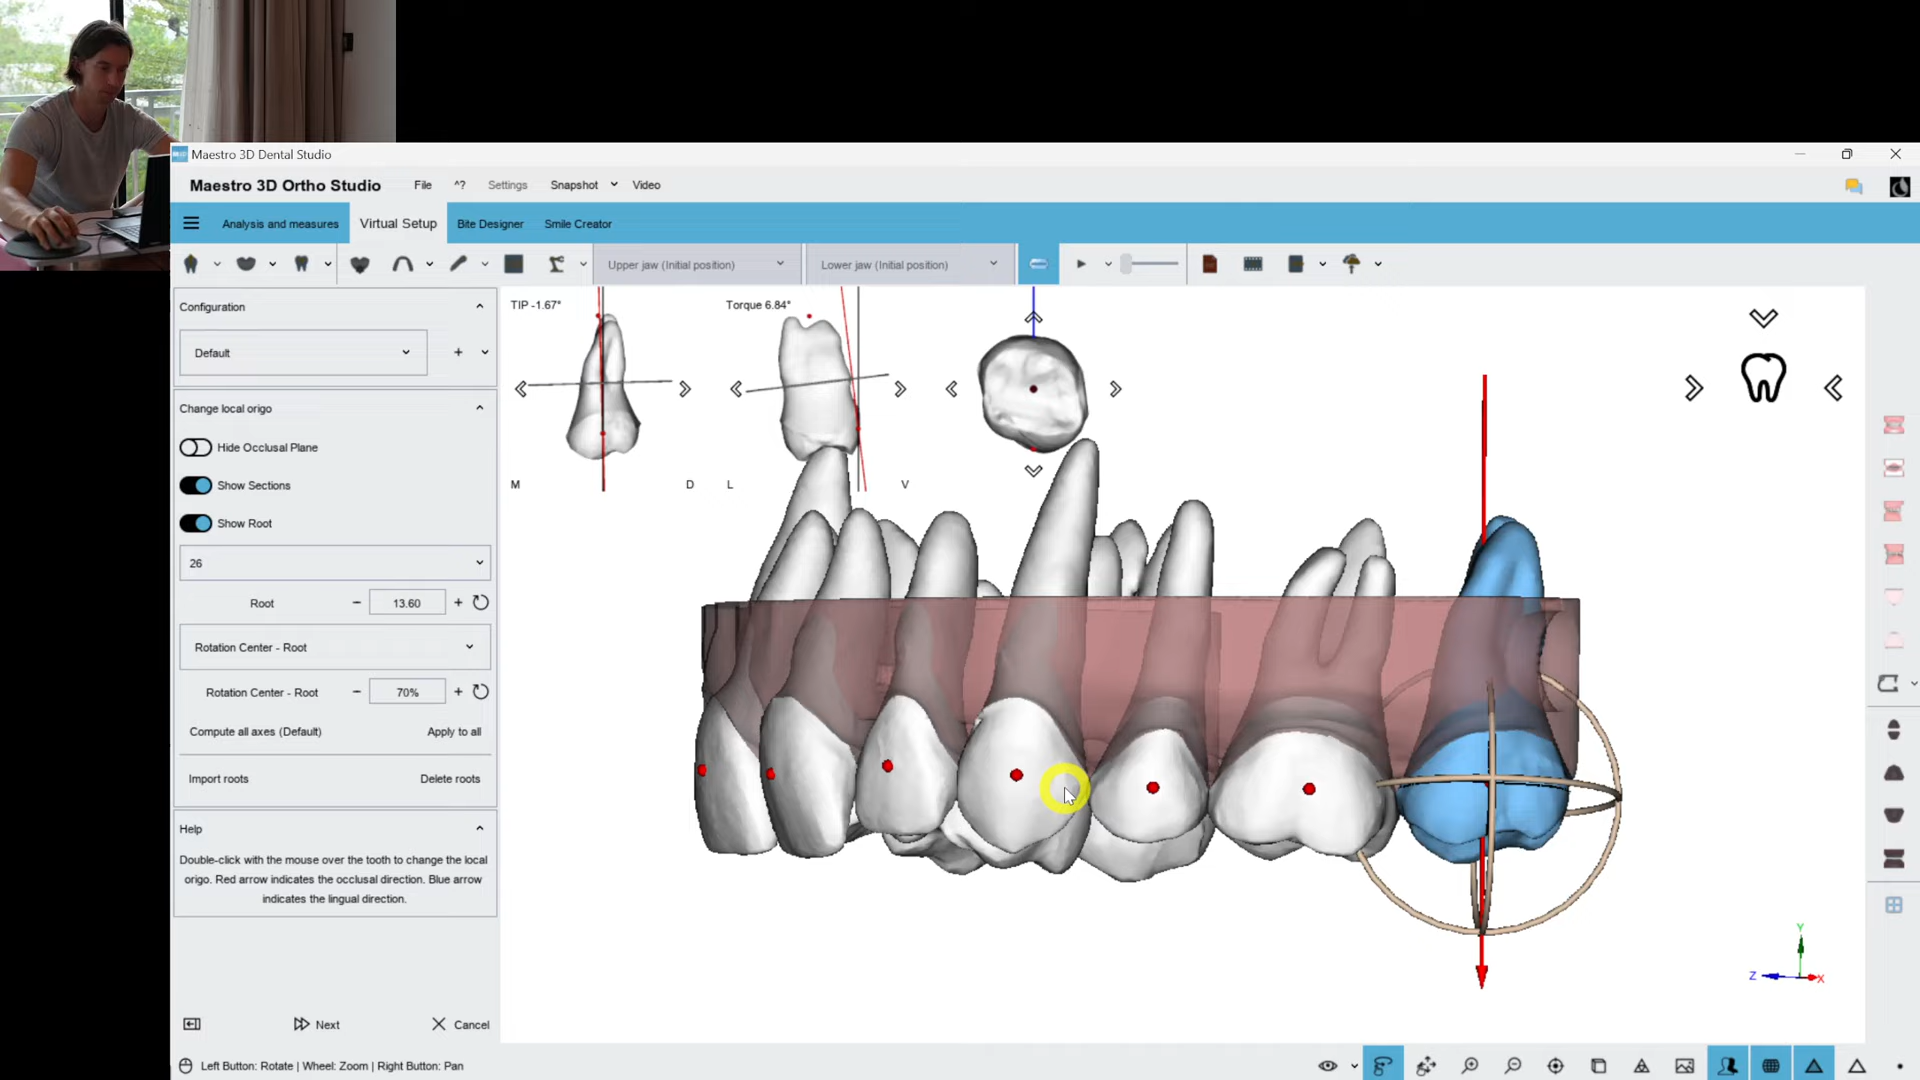 Maestro 3D Dental Studio
Maestro 3D Ortho Studio File ^? Settings Snapshot Video
Analysis and measures Virtual Setup Bite Designer Smile Creator
Upper jaw (Initial position) Lower jaw (Initial position)
Configuration
Default
Change local origo
Hide Occlusal Plane
Show Sections
Show Root
26
Root 13.60
Rotation Center - Root
Rotation Center - Root 70%
Compute all axes (Default) Apply to all
Import roots Delete roots
Help
Double-click with the mouse over the tooth to change the local
origo. Red arrow indicates the occlusal direction. Blue arrow
indicates the lingual direction.
Next Cancel
TIP -1.67° Torque 6.84°
M D L V
Y
Z X
Left Button: Rotate | Wheel: Zoom | Right Button: Pan